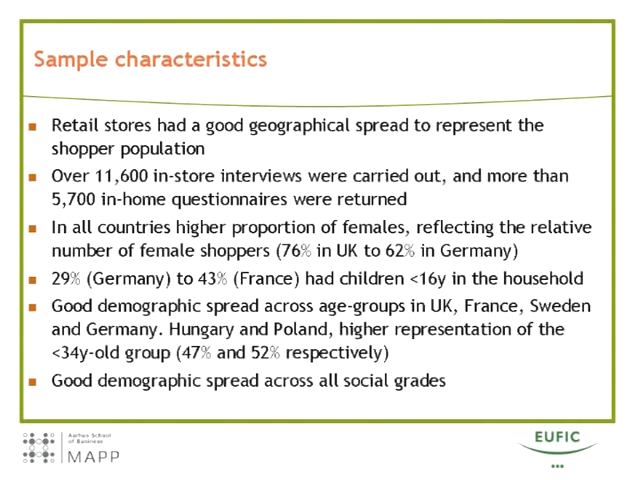 Sample characteristics
Retail stores had a good geographical spread to represent the
shopper population
Over 11,600 in-store interviews were carried out, and more than
5,700 in-home questionnaires were returned
In all countries higher proportion of females, reflecting the relative
number of female shoppers (76% in UK to 62% in Germany)
29% (Germany) to 43% (France) had children <16y in the household
Good demographic spread across age-groups in UK, France, Sweden
and Germany. Hungary and Poland, higher representation of the
<34y-old group (47% and 52% respectively)
Good demographic spread across all social grades
Aarhus School
of Business
MAPP
EUFIC